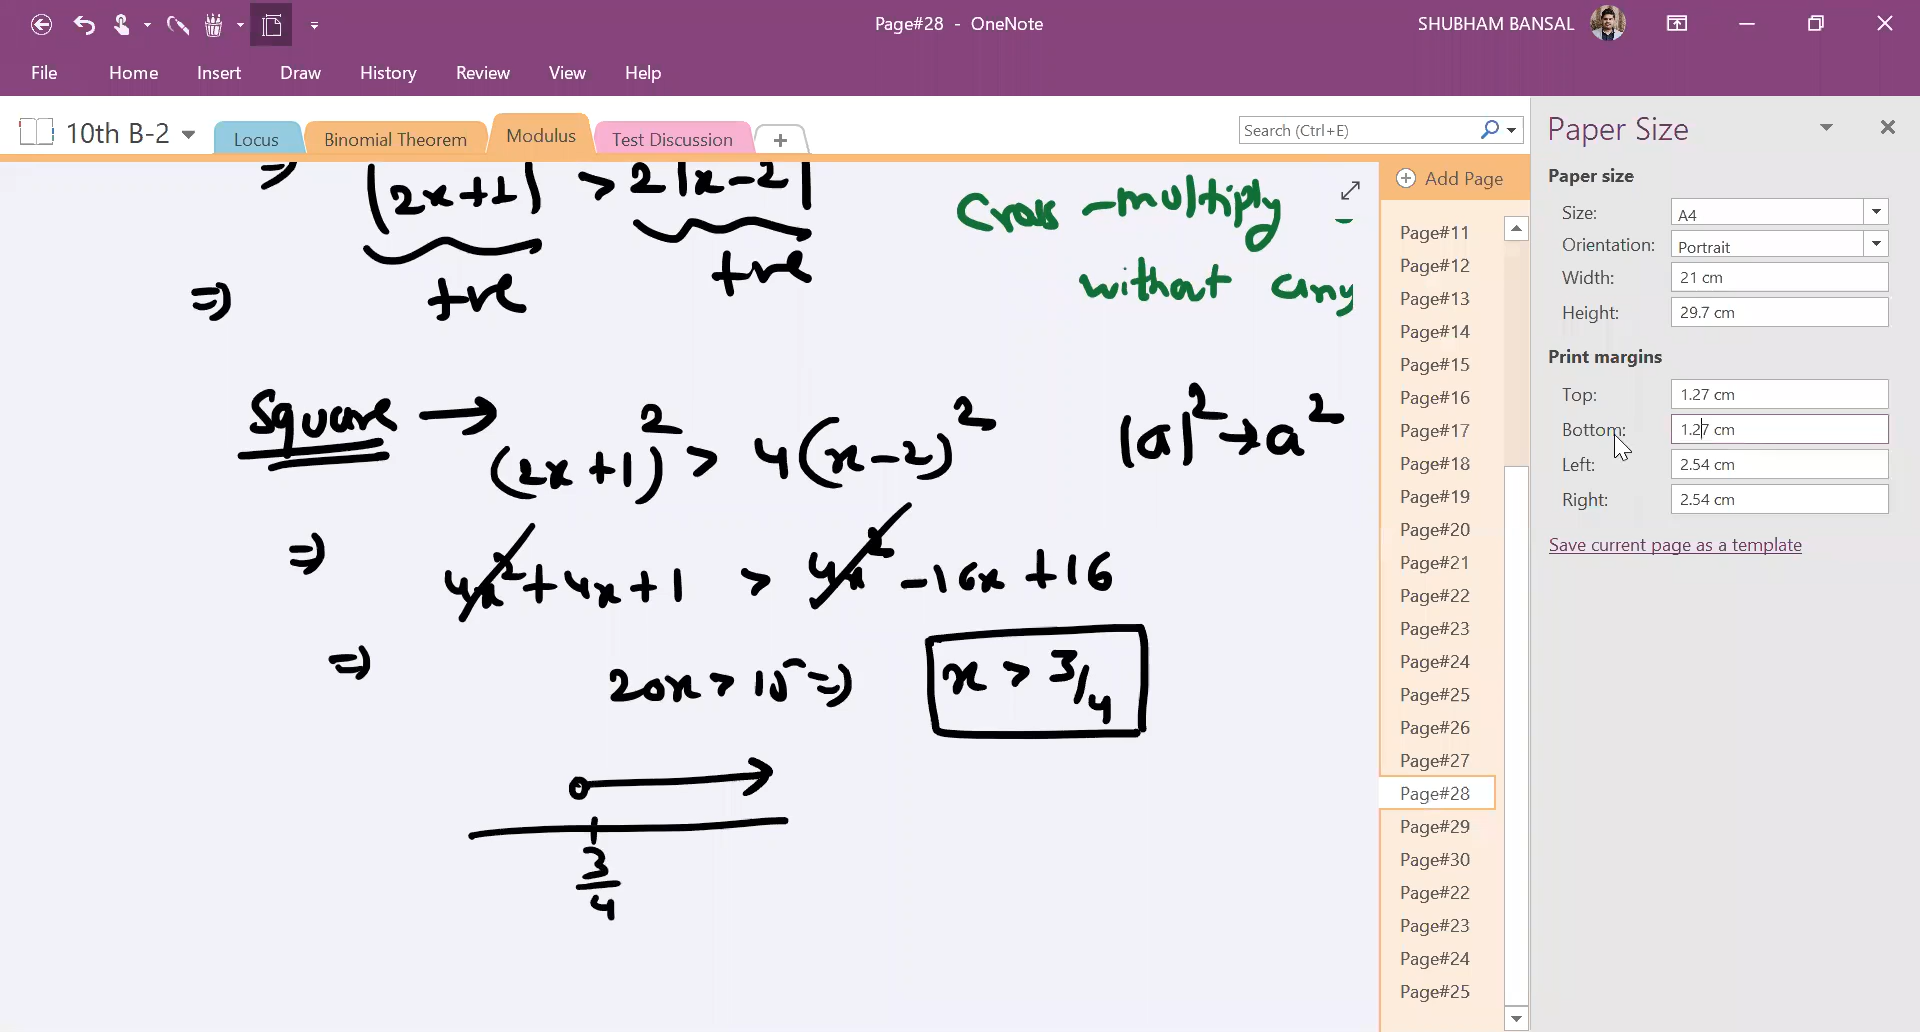 Page#28 - OneNote
SHUBHAM BANSAL
File Home Insert Draw History Review View Help
10th B-2
Locus
Binomial Theorem
Modulus
Test Discussion
+
Search (Ctrl+E)
⇒ |2x+1| > 2|x-2|
+ve +ve
⇒
Cross-multiply -
without any
Square → (2x+1)² > 4(x-2)² |a|² → a²
⇒ 4x²+4x+1 > 4x²-16x+16
⇒ 20x > 15 ⇒ x > 3/4
3
4
Add Page
Page#11
Page#12
Page#13
Page#14
Page#15
Page#16
Page#17
Page#18
Page#19
Page#20
Page#21
Page#22
Page#23
Page#24
Page#25
Page#26
Page#27
Page#28
Page#29
Page#30
Page#22
Page#23
Page#24
Page#25
Paper Size
Paper size
Size: A4
Orientation: Portrait
Width: 21 cm
Height: 29.7 cm
Print margins
Top: 1.27 cm
Bottom: 1.27 cm
Left: 2.54 cm
Right: 2.54 cm
Save current page as a template